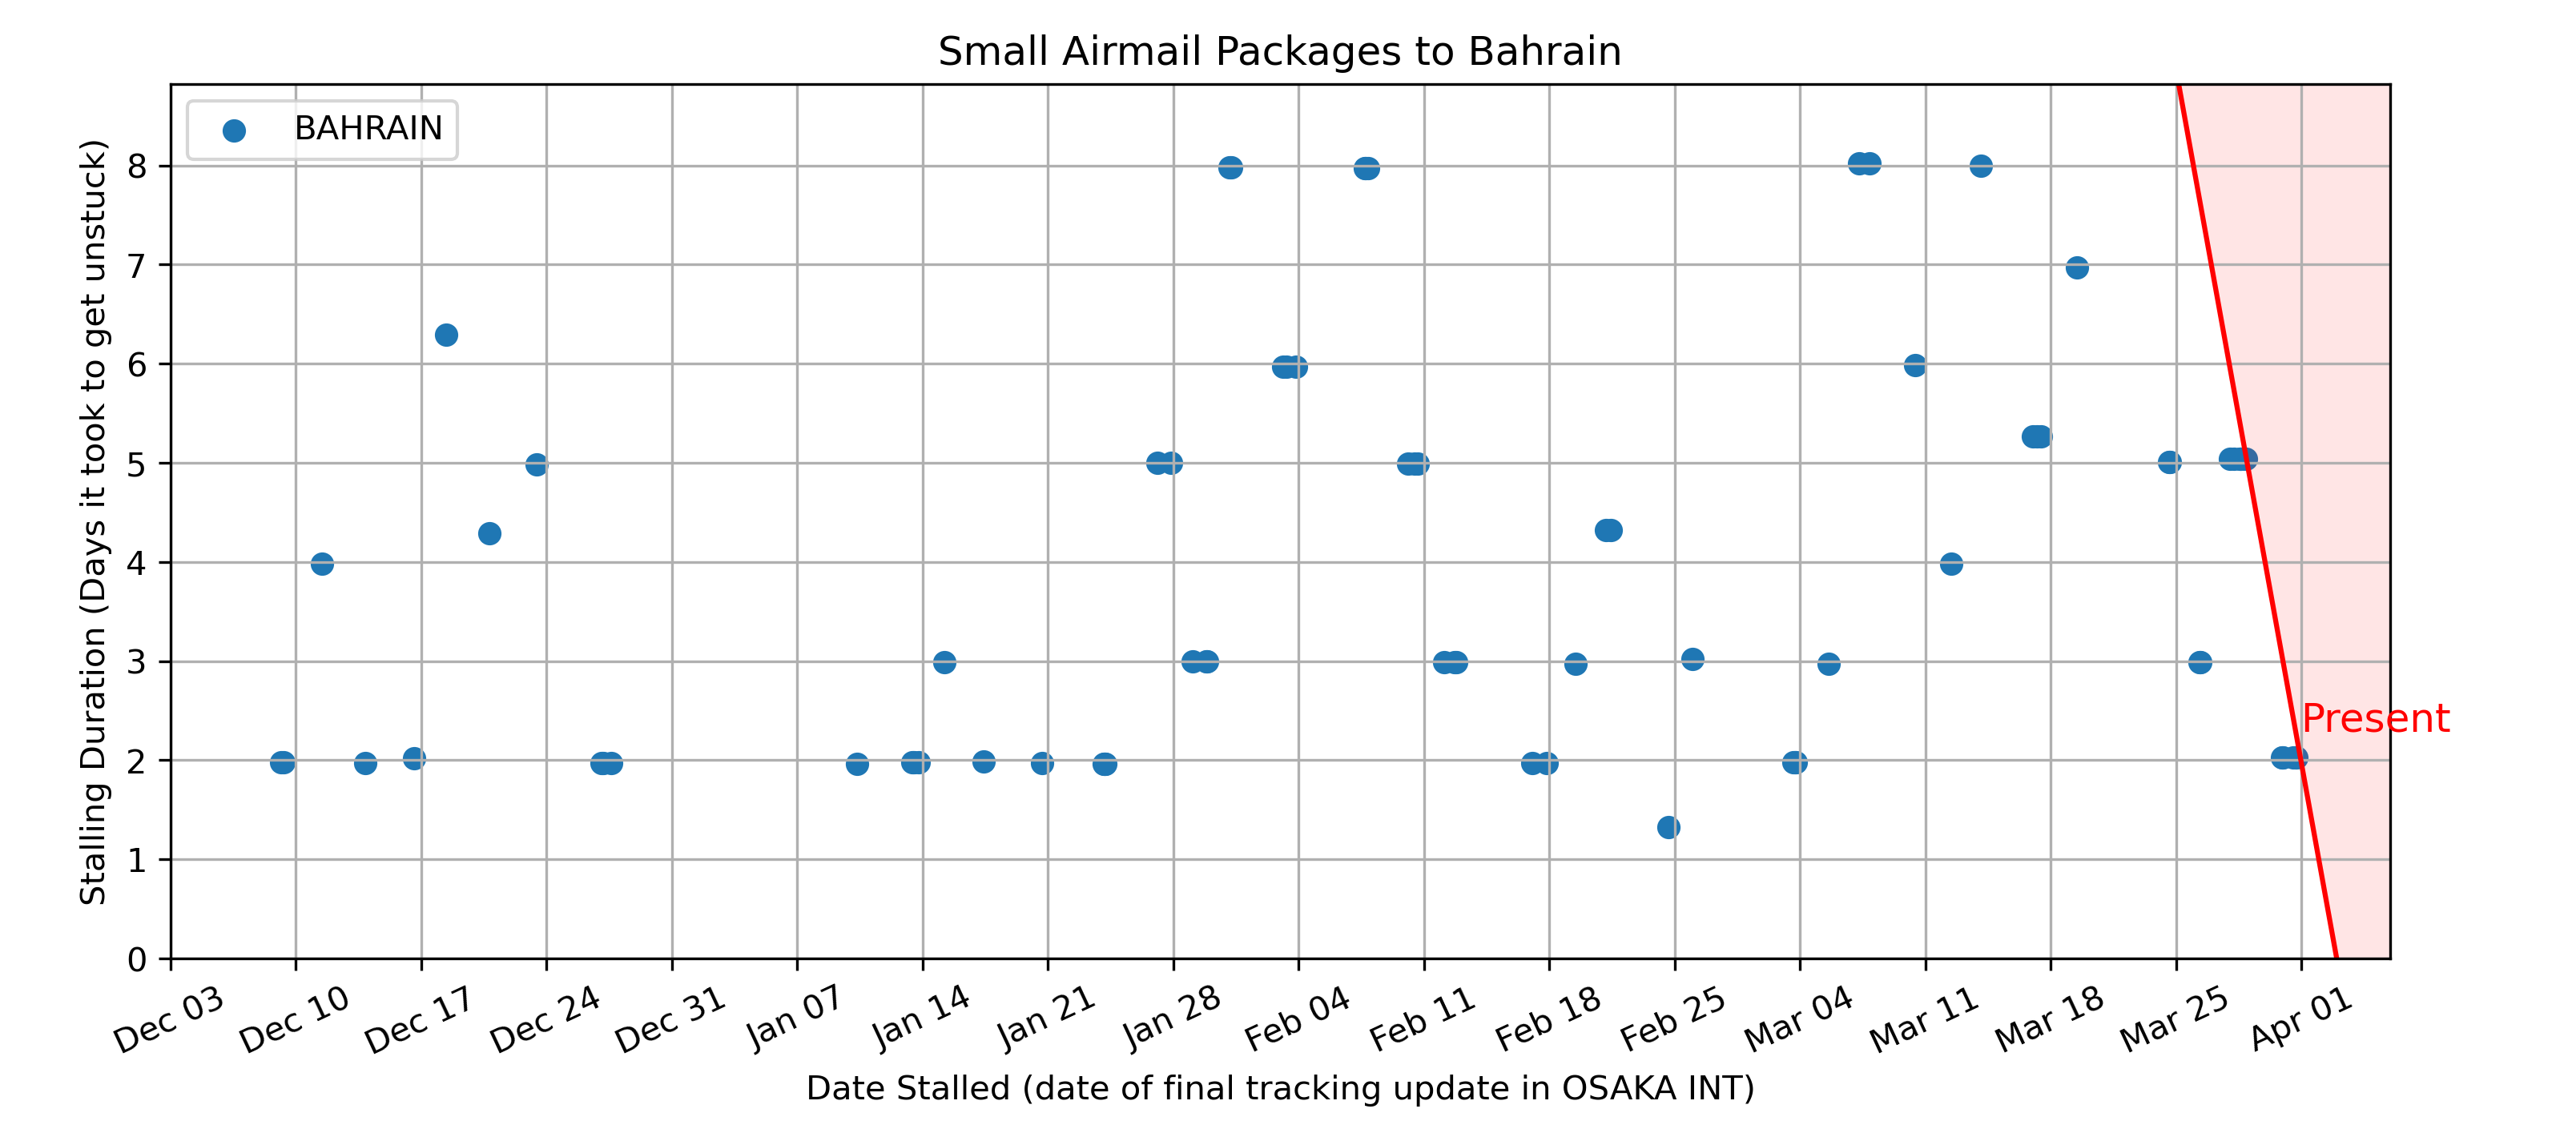 Small Airmail Packages to Bahrain
BAHRAIN
Stalling Duration (Days it took to get unstuck)
8
7
6
5
4
3
2
1
0
Present
Dec 03
Dec 10
Dec 17
Dec 24
Dec 31
Jan 07
Jan 14
Jan 21
Jan 28
Feb 04
Feb 11
Feb 18
Feb 25
Mar 04
Mar 11
Mar 18
Mar 25
Apr 01
Date Stalled (date of final tracking update in OSAKA INT)